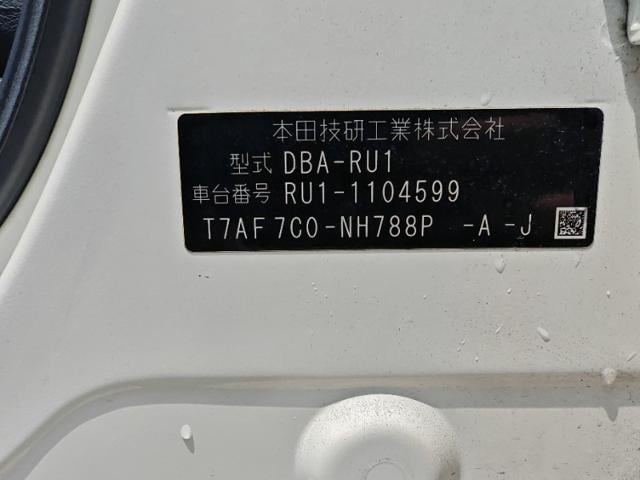 本田技研工業株式会社
型式 DBA-RU1
車台番号 RU1-1104599
T7AF 7C0-NH788P -A -J